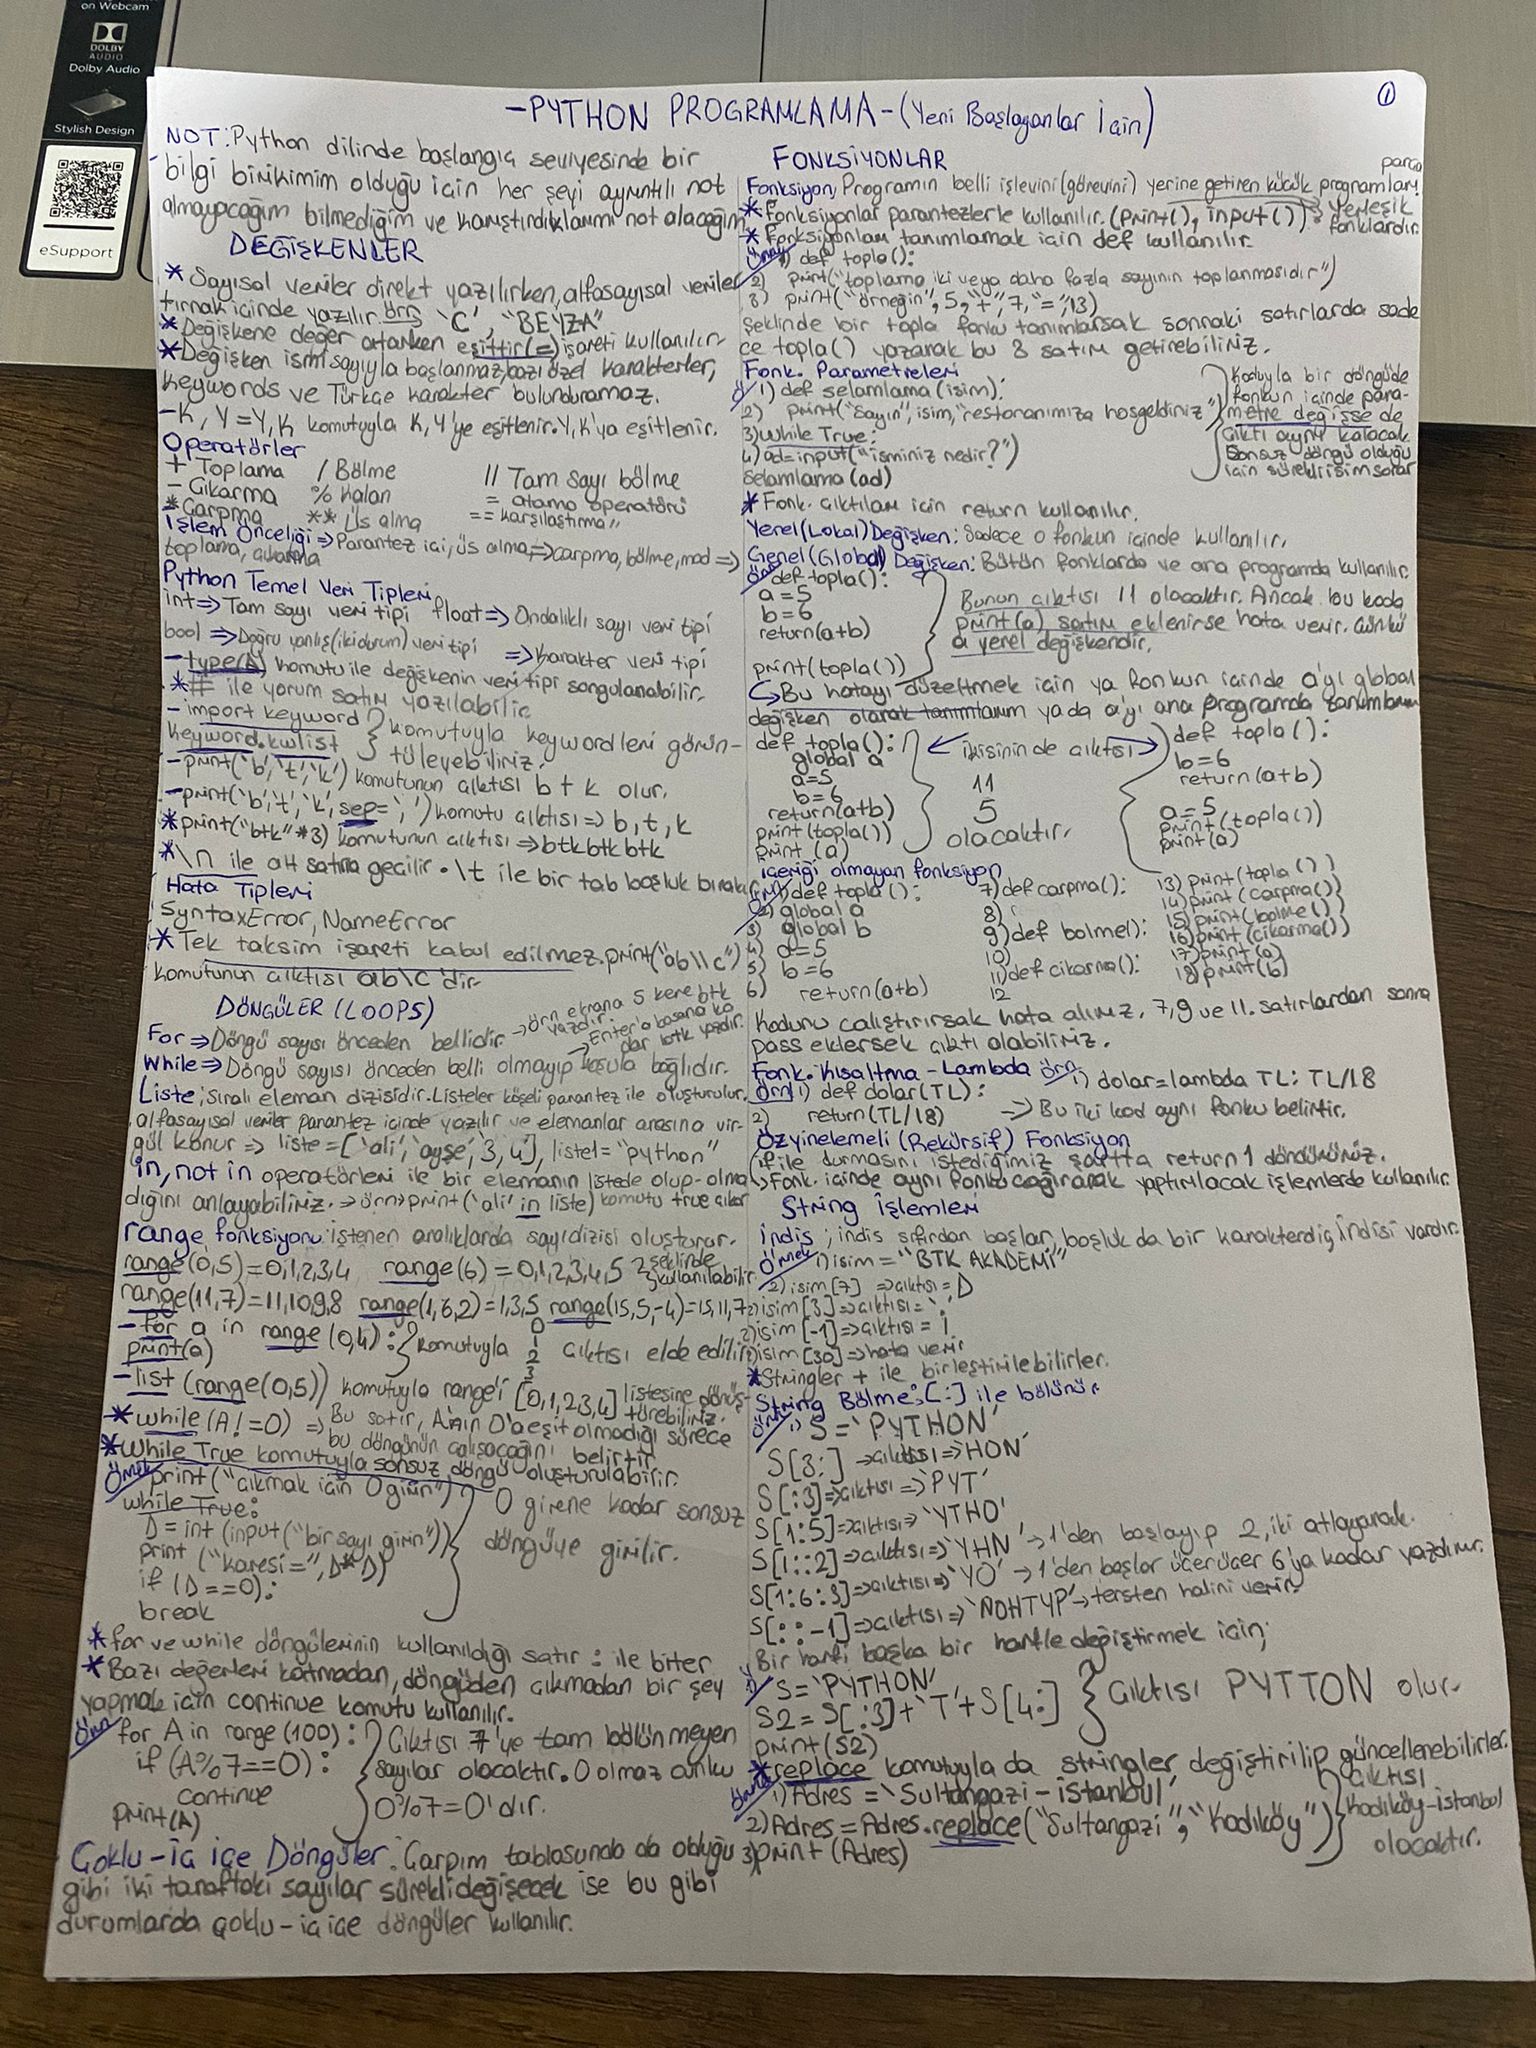 on Webcam
DOLBY
AUDIO
Dolby Audio
Stylish Design
eSupport
①
-PYTHON PROGRAMLAMA-(Yeni Başlayanlar İçin)
NOT: Python dilinde başlangıç seviyesinde bir
bilgi birikimim olduğu için her şeyi ayrıntılı not
almayacağım bilmediğim ve karıştırdıklarımı not alacağım
DEĞİŞKENLER
* Sayısal veriler direkt yazılırken, alfasayısal veriler
tırnak içinde yazılır örn 'C', "BEYZA"
* Değişkene değer atarken eşittir(=) işareti kullanılır.
* Değişken ismi sayıyla başlanmaz, bazı özel karakterler,
keywords ve Türkçe karakter bulunduramaz.
-K, Y = Y, K komutuyla K, Y'ye eşitlenir. Y, K'ya eşitlenir.
Operatörler
+ Toplama / Bölme // Tam sayı bölme
- Çıkarma % Kalan = atama operatörü
* Çarpma ** Üs alma == karşılaştırma "
İşlem Önceliği => Parantez içi, üs alma, => çarpma, bölme, mod =>
toplama, çıkarma
Python Temel Veri Tipleri
int => Tam sayı veri tipi float => Ondalıklı sayı veri tipi
bool => Doğru yanlış (iki durum) veri tipi => Karakter veri tipi
- type(A) komutu ile değişkenin veri tipi sorgulanabilir.
* # ile yorum satırı yazılabilir
- import keyword } komutuyla keywordleri görün-
keyword.kwlist tüleyebiliriz.
- print('b','t','k') komutunun çıktısı b t k olur.
- print('b','t','k', sep=',') komutu çıktısı => b, t, k
* print("btk"*3) komutunun çıktısı => btkbtkbtk
* \n ile alt satıra geçilir. \t ile bir tab boşluk bırakılır
Hata Tipleri
SyntaxError, NameError
* Tek taksim işareti kabul edilmez. print("ab\\c")
komutunun çıktısı ab\c'dir.
DÖNGÜLER (LOOPS)
For => Döngü sayısı önceden bellidir. -> örn ekrana 5 kere btk
yazdır.
While => Döngü sayısı önceden belli olmayıp koşula bağlıdır.
-> Enter'a basana ka
dar btk yazdır.
Liste; sıralı eleman dizisidir. Listeler köşeli parantez ile oluşturulur.
alfasayısal veriler parantez içinde yazılır ve elemanlar arasına vir-
gül konur => liste = ['ali', 'ayşe', 3, 4], liste1 = "python"
in, not in operatörleri ile bir elemanın listede olup-olma
dığını anlayabiliriz. -> örn -> print('ali' in liste) komutu true çıkar
range fonksiyonu: istenen aralıklarda sayı dizisi oluşturur.
range(0,5) = 0,1,2,3,4 range(6) = 0,1,2,3,4,5 } şeklinde
kullanılabilir
range(11,7) = 11,10,9,8 range(1,6,2) = 1,3,5 range(15,5,-4) = 15,11,7
- for a in range (0,4): } komutuyla 0 1 2 3 çıktısı elde edilir.
print(a)
- list (range(0,5)) komutuyla range'i [0,1,2,3,4] listesine dönüş-
türebiliriz.
* while (A!=0) => Bu satır, A'nın 0'a eşit olmadığı sürece
bu döngünün çalışacağını belirtir
* While True komutuyla sonsuz döngü oluşturulabilir.
Örnek print("çıkmak için 0 girin")
while True:
D = int (input("bir sayı girin"))
print ("karesi=", D*D)
if (D==0):
break
0 girene kadar sonsuz
döngüye girilir.
* for ve while döngülerinin kullanıldığı satır : ile biter
* Bazı değerleri katmadan, döngüden çıkmadan bir şey
yapmak için continue komutu kullanılır.
Örn for A in range (100):
if (A%7==0):
continue
print(A)
Çıktısı 7'ye tam bölünmeyen
sayılar olacaktır. 0 olmaz çünkü
0%7=0'dır.
Çoklu-iç içe Döngüler: Çarpım tablosunda da olduğu
gibi iki taraftaki sayılar sürekli değişecek ise bu gibi
durumlarda çoklu-iç içe döngüler kullanılır.
FONKSİYONLAR
Fonksiyon; Programın belli işlevini (görevini) yerine getiren küçük programları
parça
* Fonksiyonlar parantezlerle kullanılır. (print(), input()) -> yerleşik
fonklardır.
* Fonksiyonları tanımlamak için def kullanılır.
Örnek 1) def topla():
2) print("toplama iki veya daha fazla sayının toplanmasıdır")
3) print("örneğin", 5, "+", 7, "=", 13)
şeklinde bir topla fonku tanımlarsak sonraki satırlarda sade
ce topla() yazarak bu 3 satırı getirebiliriz.
Fonk. Parametreleri
Ö 1) def selamlama (isim):
2) print("Sayın", isim, "restoranımıza hoşgeldiniz")
3) while True:
4) ad=input("isminiz nedir?")
selamlama (ad)
Koduyla bir döngüde
fonkun içinde para-
metre değişse de
çıktı aynı kalacak
Sonsuz döngü olduğu
için sürekli isim sorar
* Fonk. çıktıları için return kullanılır.
Yerel(Lokal) Değişken: Sadece o fonkun içinde kullanılır.
Genel (Global) Değişken: Bütün fonklarda ve ana programda kullanılır.
Örn def topla():
a = 5
b = 6
return(a+b)
print(topla())
Bunun çıktısı 11 olacaktır. Ancak bu koda
print(a) satırı eklenirse hata verir. Çünkü
a yerel değişkendir.
-> Bu hatayı düzeltmek için ya fonkun içinde a'yı global
değişken olarak tanımlarım ya da a'yı ana programda tanımlarım
def topla():
global a
a=5
b=6
return(a+b)
print(topla())
print (a)
ikisinin de çıktısı
11
5
olacaktır.
def topla():
b=6
return(a+b)
a=5
print(topla())
print(a)
içeriği olmayan fonksiyon
Örn 1) def topla():
2) global a
3) global b
4) a=5
5) b=6
6) return(a+b)
7) def carpma():
8)
9) def bolme():
10)
11) def cikarma():
12
13) print(topla())
14) print (carpma())
15) print(bolme())
16) print(cikarma())
17) print(a)
18) print(b)
Kodunu çalıştırırsak hata alırız. 7, 9 ve 11. satırlardan sonra
pass eklersek çıktı alabiliriz.
Fonk. Kısaltma - Lambda örn 1) dolar=lambda TL: TL/18
Örn 1) def dolar(TL):
2) return(TL/18) -> Bu iki kod aynı fonku belirtir.
Özyinelemeli (Rekürsif) Fonksiyon
if ile durmasını istediğimiz şartta return 1 döndürürüz.
-> Fonk. içinde aynı fonku çağırarak yaptırılacak işlemlerde kullanılır.
String İşlemleri
İndis; indis sıfırdan başlar, boşluk da bir karakterdir, indisi vardır.
Örnek 1) isim = "BTK AKADEMİ"
2) isim [7] => çıktısı = D
2) isim [3] => çıktısı = ' '
2) isim [-1] => çıktısı = İ
2) isim [30] => hata verir
* Stringler + ile birleştirilebilirler.
String Bölme; [:] ile bölünür.
Örn 1) S = 'PYTHON'
S[3:] -> çıktısı => 'HON'
S[:3] => çıktısı => 'PYT'
S[1:5] => çıktısı => 'YTHO'
S[1::2] => çıktısı => 'YHN' -> 1'den başlayıp 2, iki atlayarak.
S[1:6:3] => çıktısı => 'YO' -> 1'den başlar üçer üçer 6'ya kadar yazdırır.
S[::-1] => çıktısı => 'NOHTYP' -> tersten halini verir.
Bir harfi başka bir harfle değiştirmek için;
1) S='PYTHON'
S2 = S[:3]+'T'+S[4:]
print(S2)
} Çıktısı PYTTON olur.
* replace komutuyla da stringler değiştirilip güncellenebilirler.
Örnek 1) Adres = 'Sultangazi-istanbul'
2) Adres = Adres.replace("Sultangazi", "Kadıköy")
3) print (Adres)
çıktısı
Kadıköy-istanbul
olacaktır.